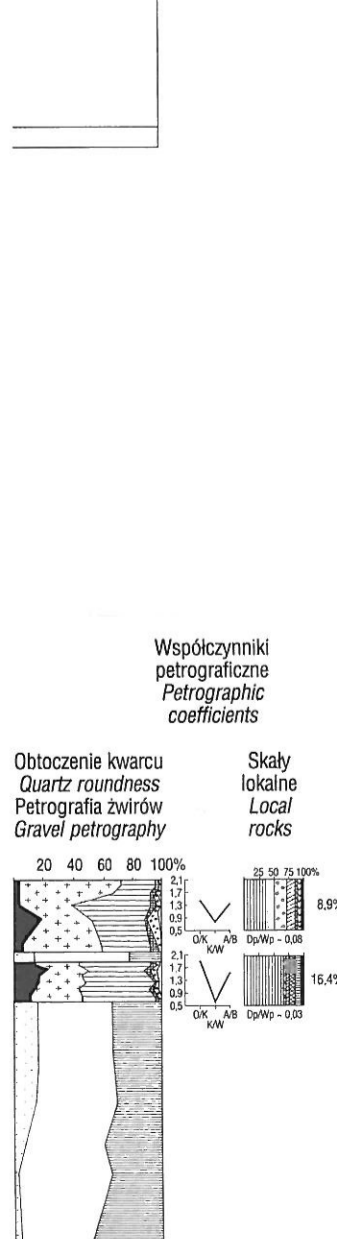 Współczynniki
petrograficzne
Petrographic
coefficients
Obtoczenie kwarcu
Quartz roundness
Petrografia żwirów
Gravel petrography
Skały
lokalne
Local
rocks
20 40 60 80 100%
2,1
1,7
1,3
0,9
0,5
O/K A/B
K/W
25 50 75 100%
8,9%
Dp/Wp ~ 0,08
2,1
1,7
1,3
0,9
0,5
O/K A/B
K/W
16,4%
Dp/Wp ~ 0,03